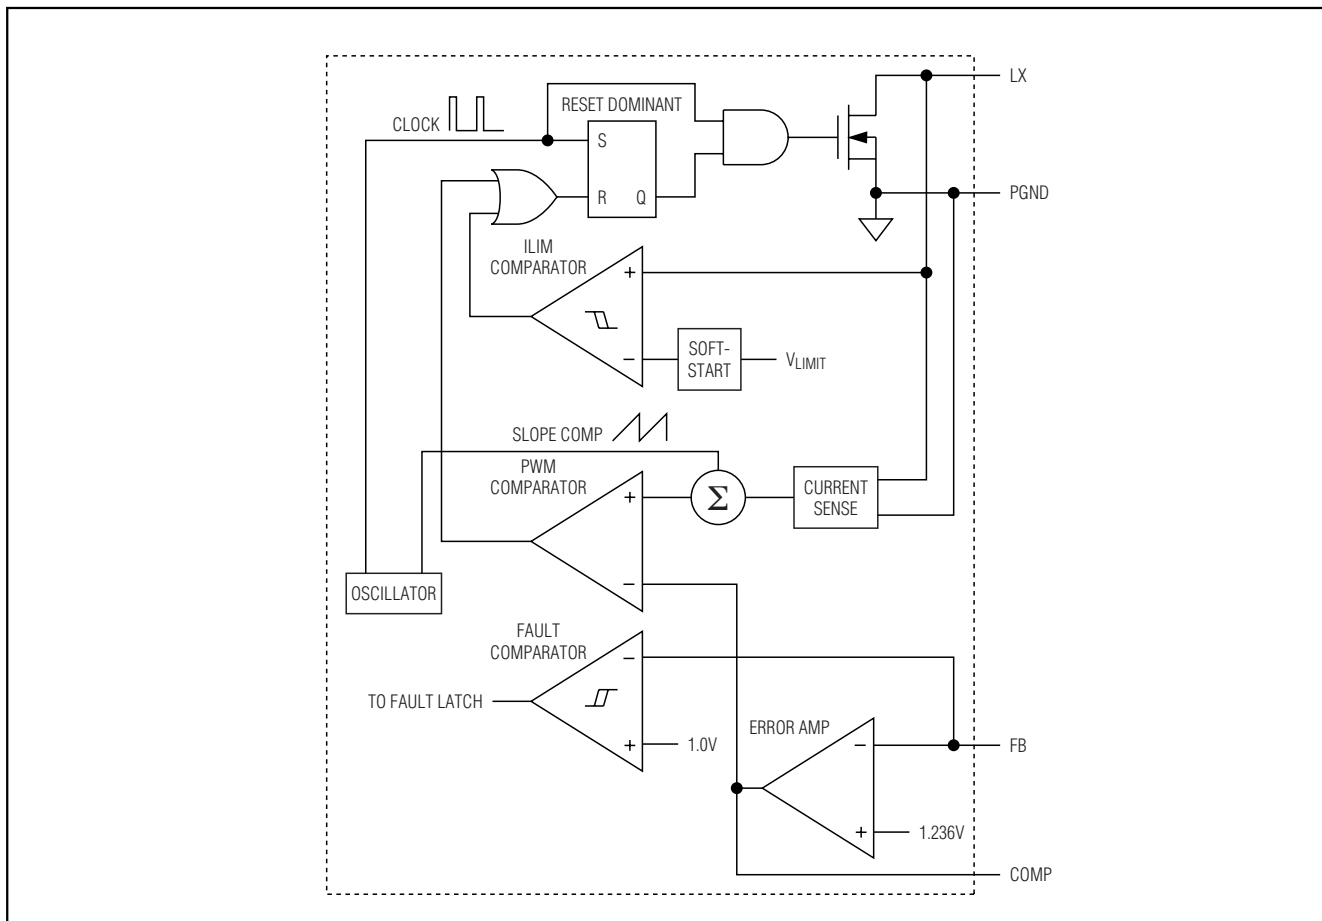 LX
RESET DOMINANT
CLOCK
S
R Q
PGND
ILIM
COMPARATOR
+
−
SOFT-
START
VLIMIT
SLOPE COMP
PWM
COMPARATOR
+
Σ
CURRENT
SENSE
−
OSCILLATOR
FAULT
COMPARATOR
−
TO FAULT LATCH
+
1.0V
ERROR AMP
−
FB
+
1.236V
COMP